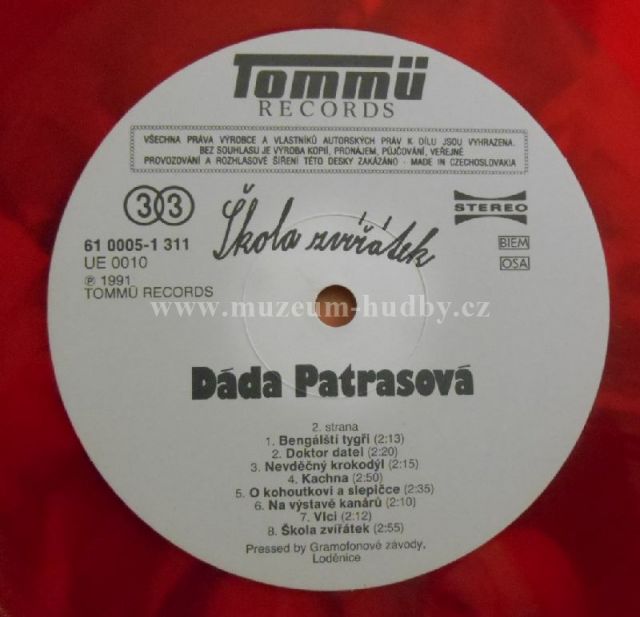 Tommü
RECORDS
VŠECHNA PRÁVA VÝROBCE A VLASTNÍKŮ AUTORSKÝCH PRÁV K DÍLU JSOU VYHRAZENA.
BEZ SOUHLASU JE VÝROBA KOPIÍ, PRONÁJEM, PŮJČOVÁNÍ, VEŘEJNÉ
PROVOZOVÁNÍ A ROZHLASOVÉ ŠÍŘENÍ TÉTO DESKY ZAKÁZÁNO - MADE IN CZECHOSLOVAKIA
33
Škola zvířátek
STEREO
61 0005-1 311
UE 0010
BIEM
OSA
℗ 1991
TOMMÜ RECORDS
www.muzeum-hudby.cz
Dáda Patrasová
2. strana
1. Bengálští tygři (2:13)
2. Doktor datel (2:20)
3. Nevděčný krokodýl (2:15)
4. Kachna (2:50)
5. O kohoutkovi a slepičce (2:35)
6. Na výstavě kanárů (2:10)
7. Vlci (2:12)
8. Škola zvířátek (2:55)
Pressed by Gramofonové závody,
Loděnice